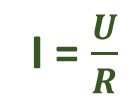 I = U/R